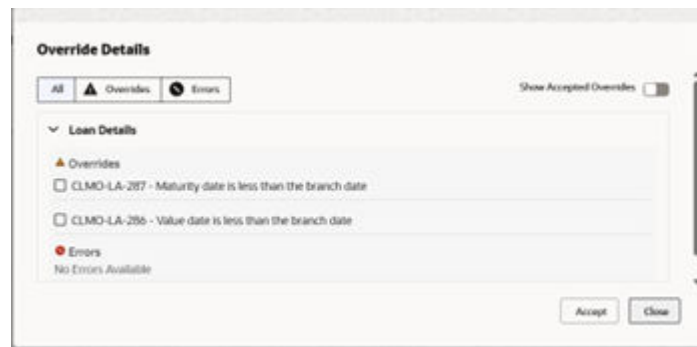 Override Details
All Overrides Errors Show Accepted Overrides
Loan Details
Overrides
CLMO-LA-287 - Maturity date is less than the branch date
CLMO-LA-286 - Value date is less than the branch date
Errors
No Errors Available
Accept Close